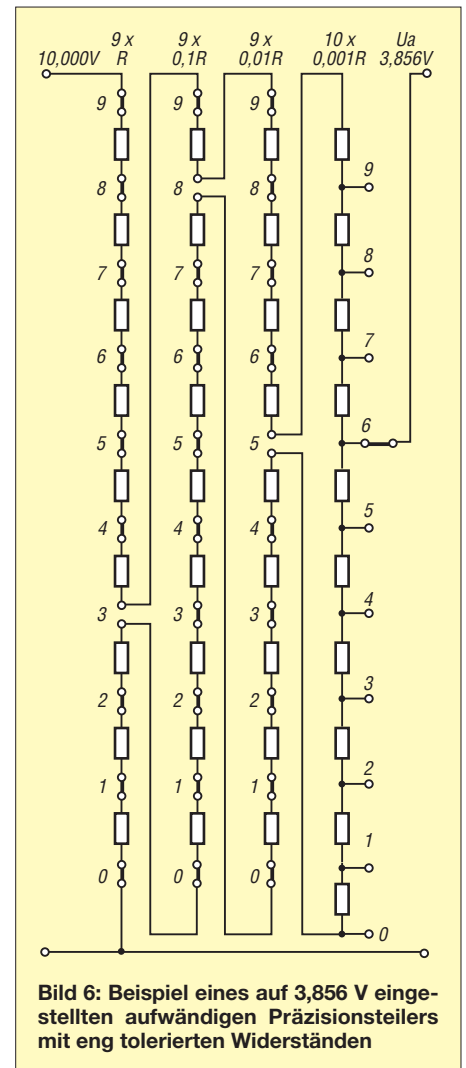 9 x 9 x 9 x 10 x Ua
10,000V R 0,1R 0,01R 0,001R 3,856V
9 9 9
9
8 8 8
8
7 7 7
7
6 6 6
6
5 5 5
5
4 4 4
4
3 3 3
3
2 2 2
2
1 1 1
1
0 0 0
0
Bild 6: Beispiel eines auf 3,856 V einge-
stellten aufwändigen Präzisionsteilers
mit eng tolerierten Widerständen